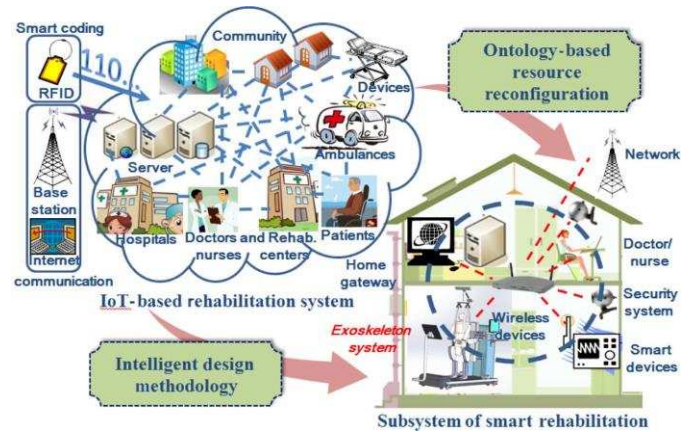 Smart coding
RFID
110...
Base
station
Internet
communication
Community
Devices
Server
Ambulances
Hospitals
Doctors and
nurses
Rehab.
centers
Patients
IoT-based rehabilitation system
Ontology-based
resource
reconfiguration
Intelligent design
methodology
Network
Home
gateway
Doctor/
nurse
Security
system
Wireless
devices
Exoskeleton
system
Smart
devices
Subsystem of smart rehabilitation